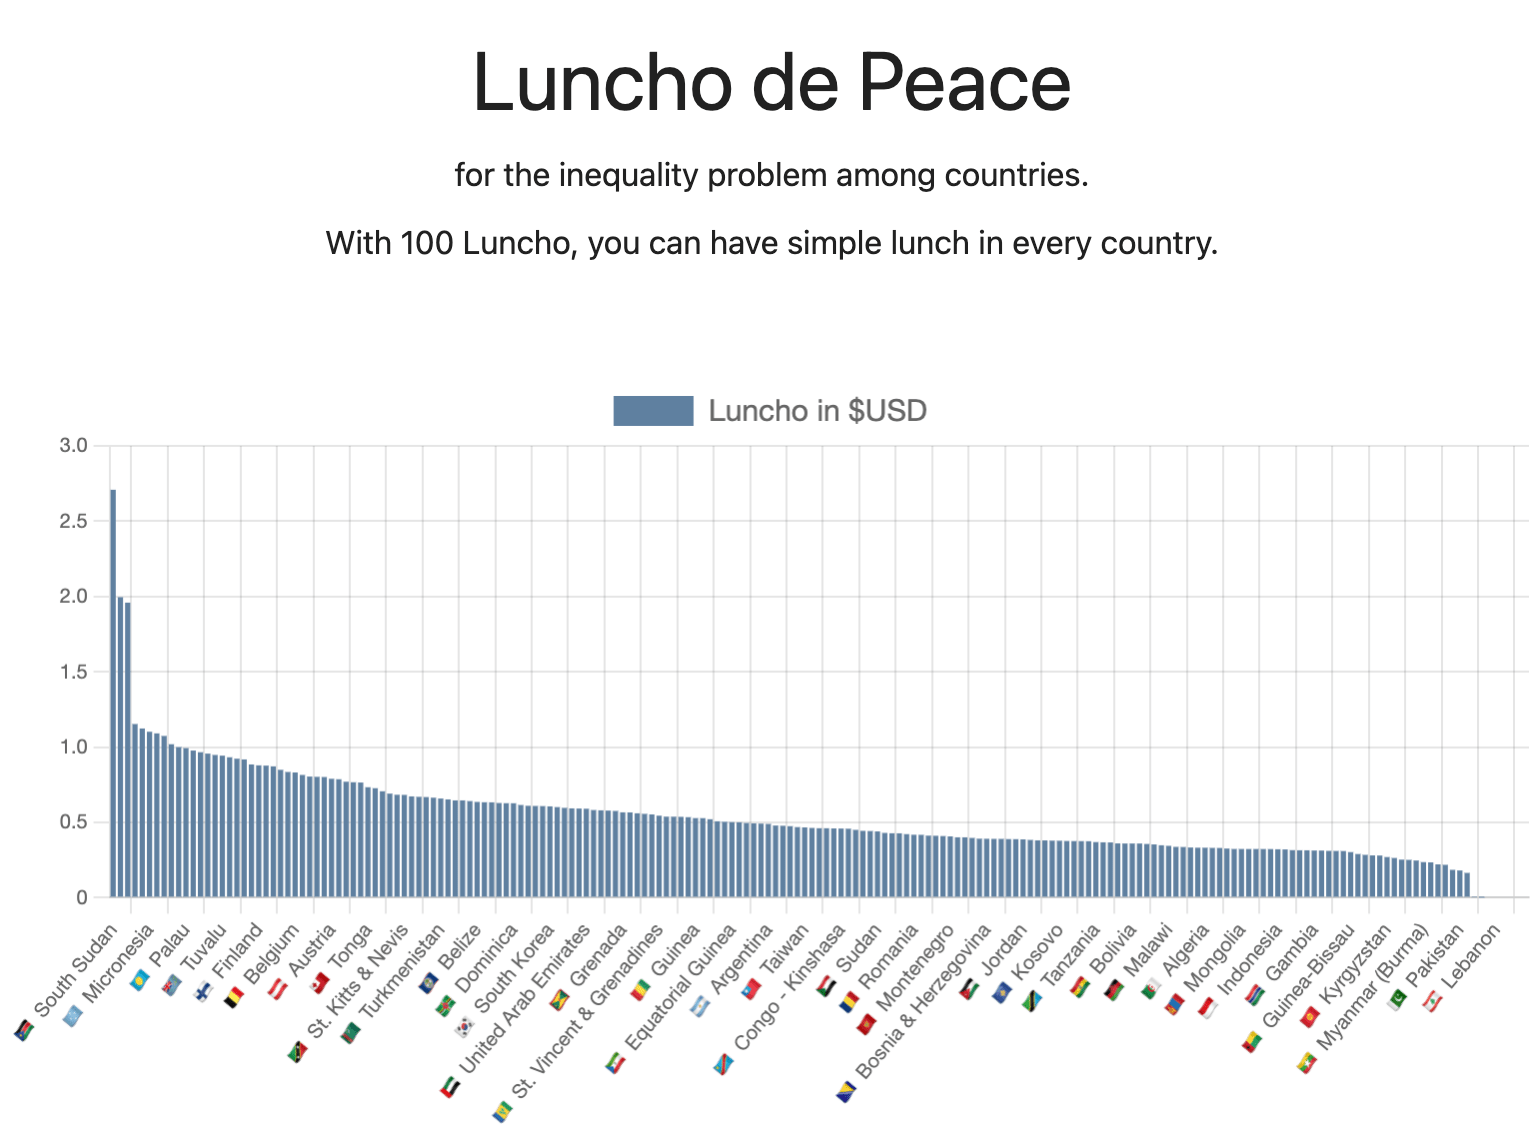 Luncho de Peace
for the inequality problem among countries.
With 100 Luncho, you can have simple lunch in every country.
Luncho in $USD
3.0
2.5
2.0
1.5
1.0
0.5
0
South Sudan
Micronesia
Palau
Tuvalu
Finland
Belgium
Austria
Tonga
St. Kitts & Nevis
Turkmenistan
Belize
Dominica
South Korea
United Arab Emirates
Grenada
St. Vincent & Grenadines
Guinea
Equatorial Guinea
Argentina
Taiwan
Congo - Kinshasa
Sudan
Romania
Montenegro
Bosnia & Herzegovina
Jordan
Kosovo
Tanzania
Bolivia
Malawi
Algeria
Mongolia
Indonesia
Gambia
Guinea-Bissau
Kyrgyzstan
Myanmar (Burma)
Pakistan
Lebanon